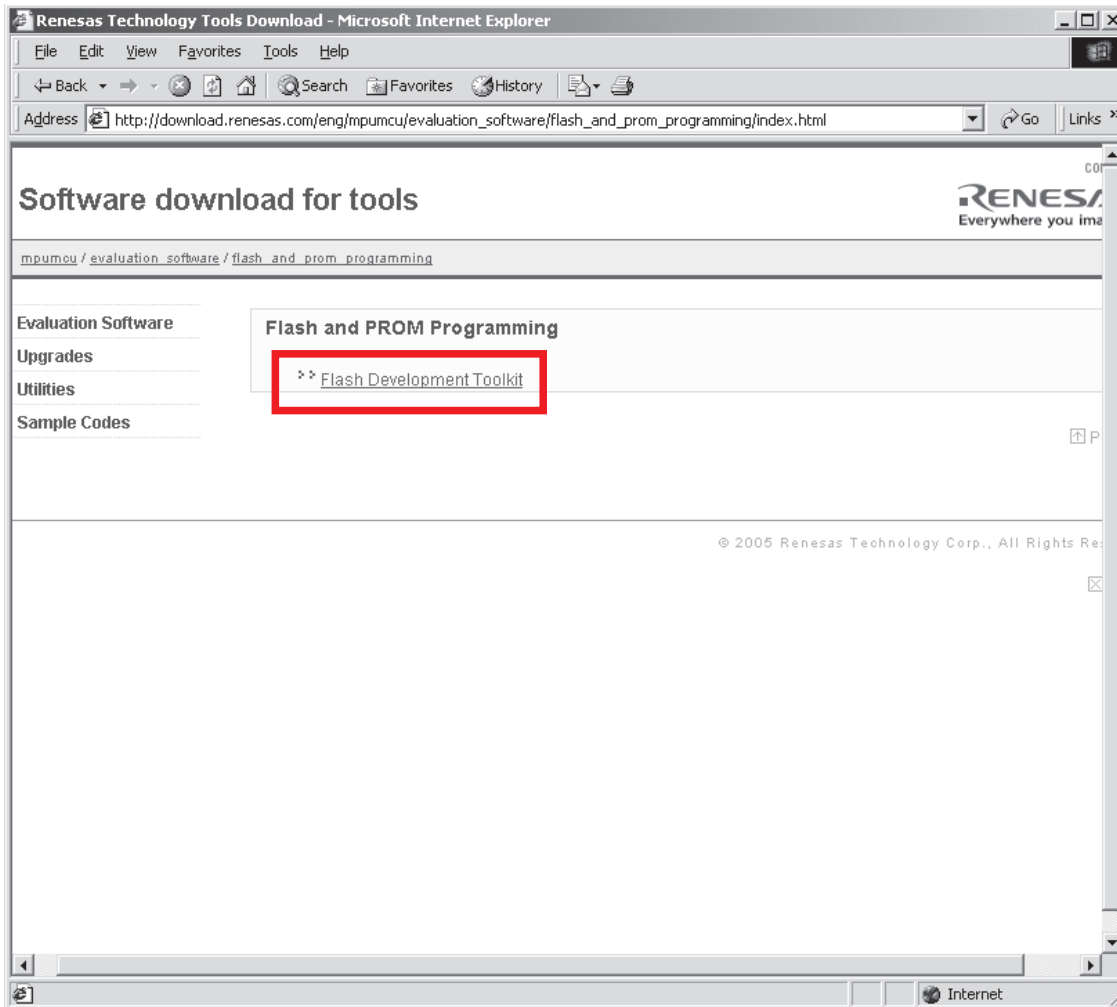 Renesas Technology Tools Download - Microsoft Internet Explorer
File Edit View Favorites Tools Help
Back Search Favorites History
Address http://download.renesas.com/eng/mpumcu/evaluation_software/flash_and_prom_programming/index.html Go Links
Software download for tools
RENESA
Everywhere you ima
mpumcu / evaluation_software / flash_and_prom_programming
Evaluation Software
Upgrades
Utilities
Sample Codes
Flash and PROM Programming
Flash Development Toolkit
P
© 2005 Renesas Technology Corp., All Rights Re
Internet